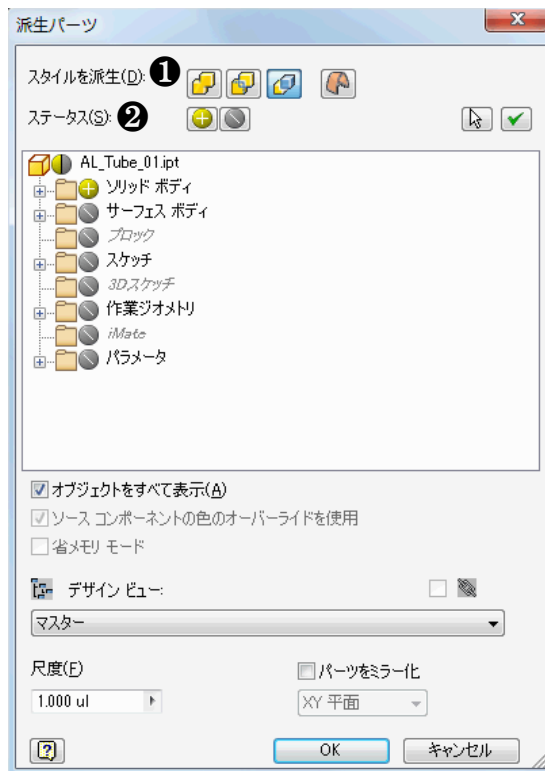 派生パーツ
スタイルを派生(D): ❶
ステータス(S): ❷
AL_Tube_01.ipt
ソリッド ボディ
サーフェス ボディ
ブロック
スケッチ
3Dスケッチ
作業ジオメトリ
iMate
パラメータ
オブジェクトをすべて表示(A)
ソース コンポーネントの色のオーバーライドを使用
省メモリ モード
デザイン ビュー:
マスター
尺度(F) パーツをミラー化
1.000 ul XY 平面
OK キャンセル